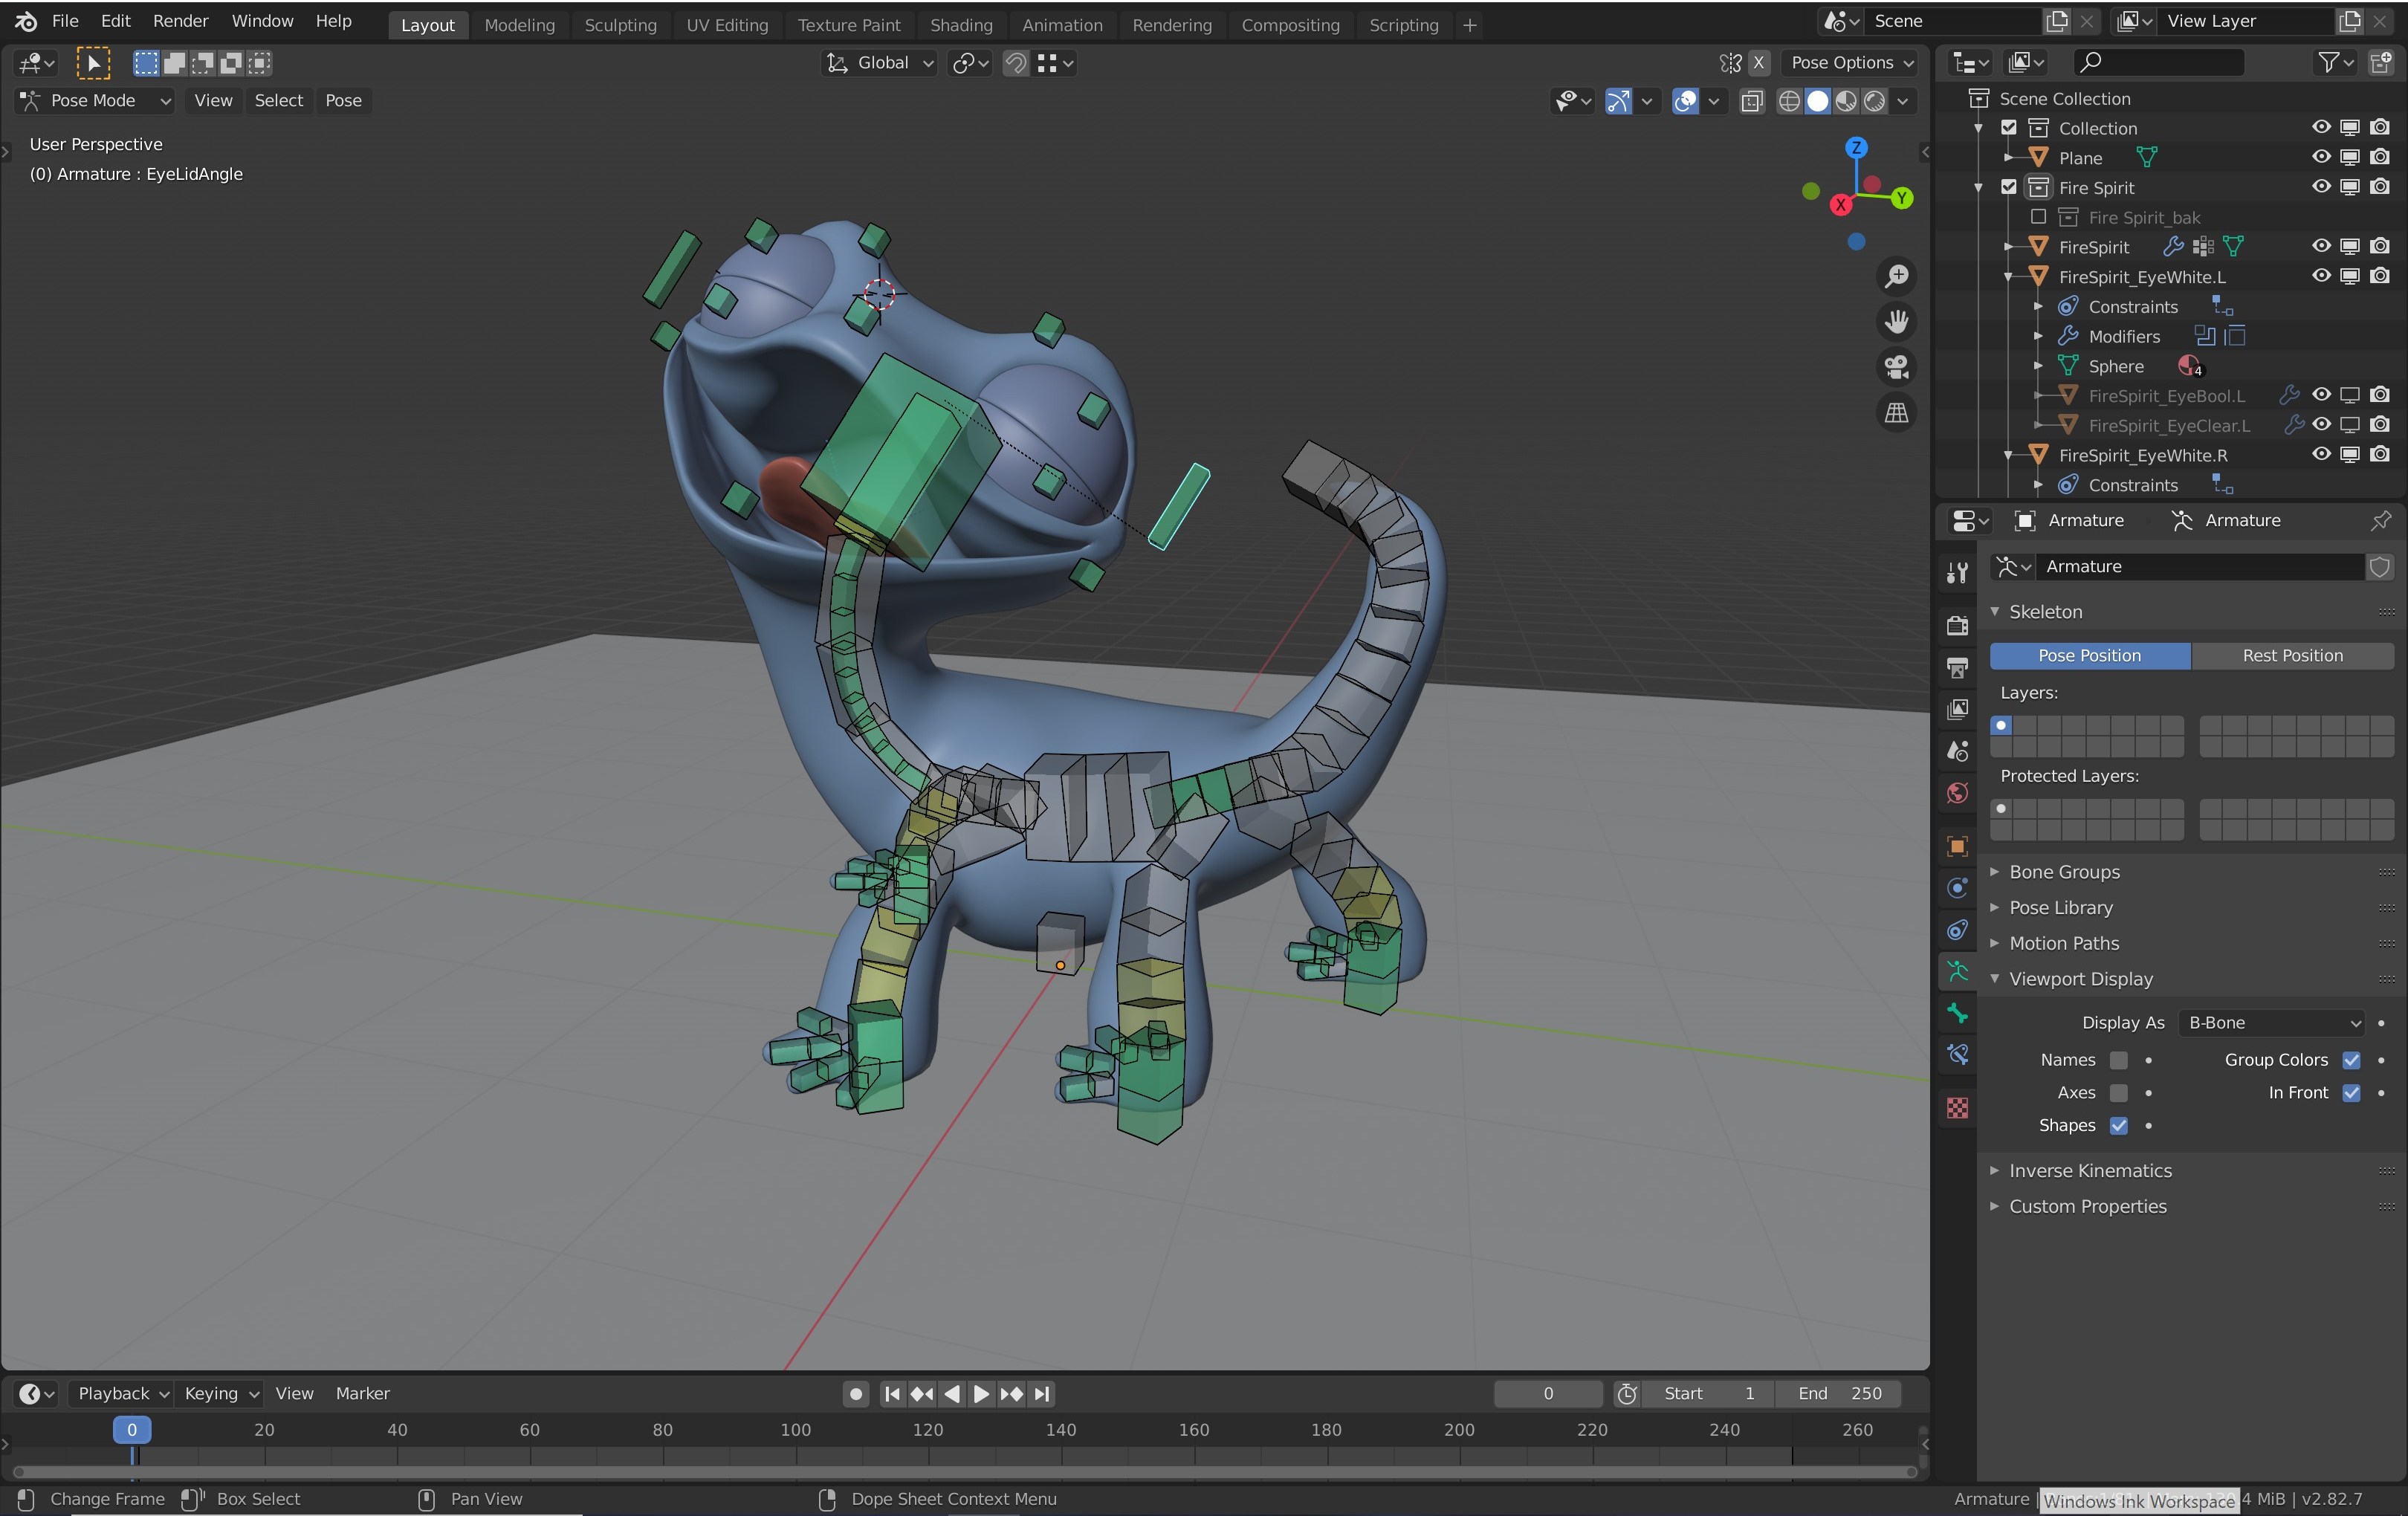 File Edit Render Window Help Layout Modeling Sculpting UV Editing Texture Paint Shading Animation Rendering Compositing Scripting + Scene View Layer
Global X Pose Options
Pose Mode View Select Pose
User Perspective
(0) Armature : EyeLidAngle
Z
X
Y
Scene Collection
Collection
Plane
Fire Spirit
Fire Spirit_bak
FireSpirit
FireSpirit_EyeWhite.L
Constraints
Modifiers
Sphere 4
FireSpirit_EyeBool.L
FireSpirit_EyeClear.L
FireSpirit_EyeWhite.R
Constraints
Armature Armature
Armature
Skeleton
Pose Position Rest Position
Layers:
Protected Layers:
Bone Groups
Pose Library
Motion Paths
Viewport Display
Display As B-Bone
Names Group Colors
Axes In Front
Shapes
Inverse Kinematics
Custom Properties
Playback Keying View Marker 0 Start 1 End 250
0 20 40 60 80 100 120 140 160 180 200 220 240 260
Change Frame Box Select Pan View Dope Sheet Context Menu Armature | 4 MiB | v2.82.7
Windows Ink Workspace